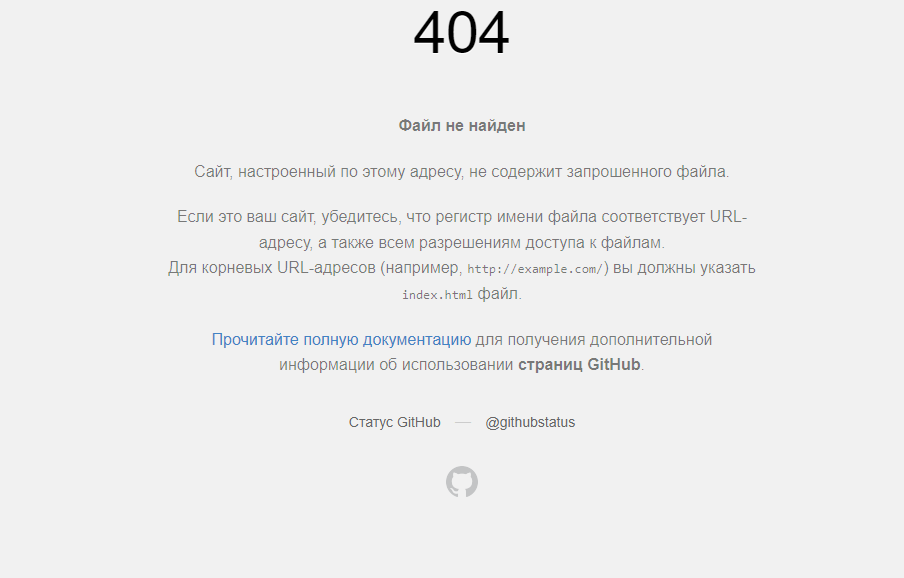 404
Файл не найден
Сайт, настроенный по этому адресу, не содержит запрошенного файла.
Если это ваш сайт, убедитесь, что регистр имени файла соответствует URL-
адресу, а также всем разрешениям доступа к файлам.
Для корневых URL-адресов (например, http://example.com/) вы должны указать
index.html файл.
Прочитайте полную документацию для получения дополнительной
информации об использовании страниц GitHub.
Статус GitHub — @githubstatus